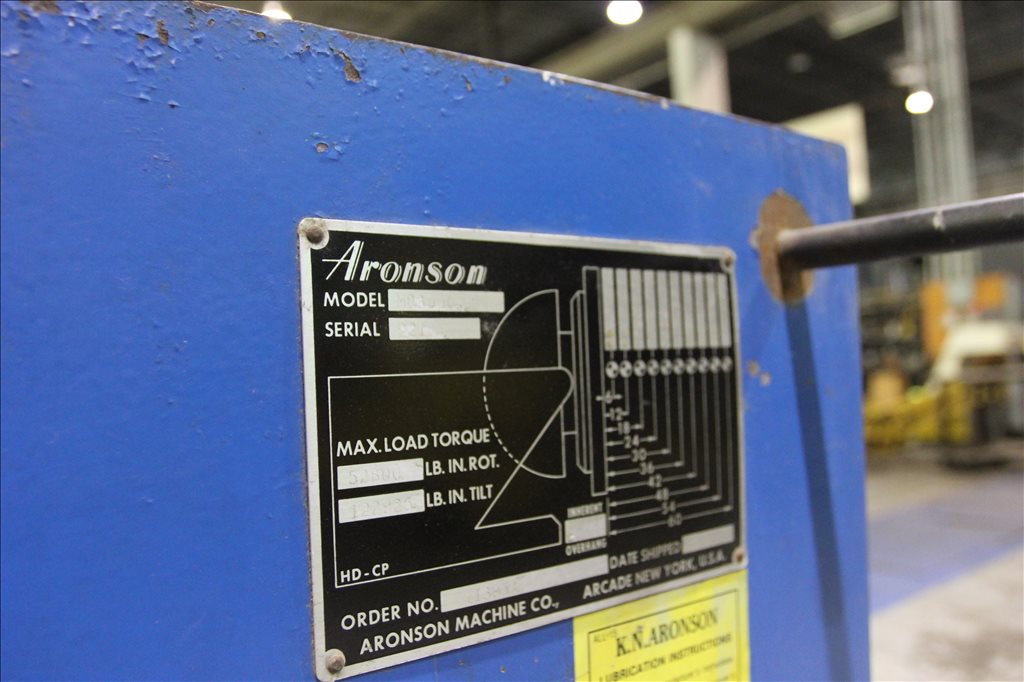 Aronson
MODEL
SERIAL
MAX. LOAD TORQUE
LB. IN. ROT.
LB. IN. TILT
HD-CP
6
12
18
24
30
36
42
48
54
60
INHERENT
OVERHANG
ORDER NO.
DATE SHIPPED
ARONSON MACHINE CO., ARCADE NEW YORK, U.S.A.
K.N. ARONSON
LUBRICATION INSTRUCTIONS